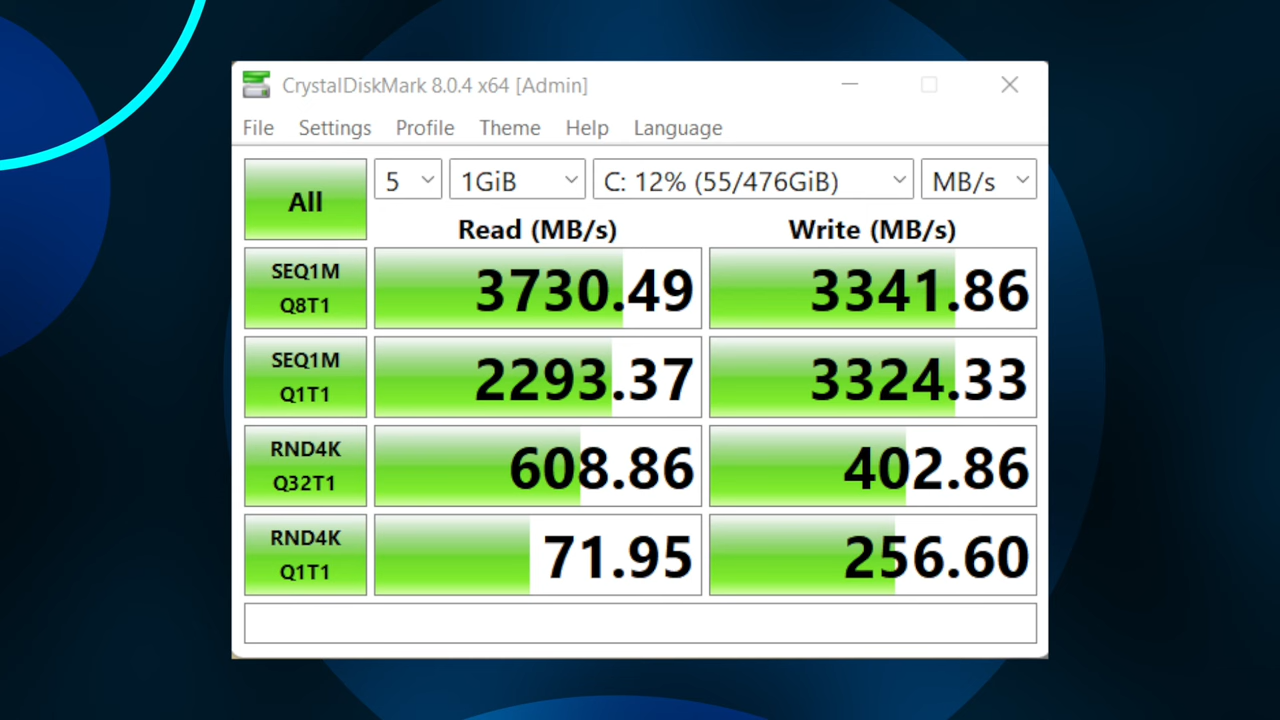 CrystalDiskMark 8.0.4 x64 [Admin]
File Settings Profile Theme Help Language
All 5 1GiB C: 12% (55/476GiB) MB/s
Read (MB/s) Write (MB/s)
SEQ1M
Q8T1 3730.49 3341.86
SEQ1M
Q1T1 2293.37 3324.33
RND4K
Q32T1 608.86 402.86
RND4K
Q1T1 71.95 256.60